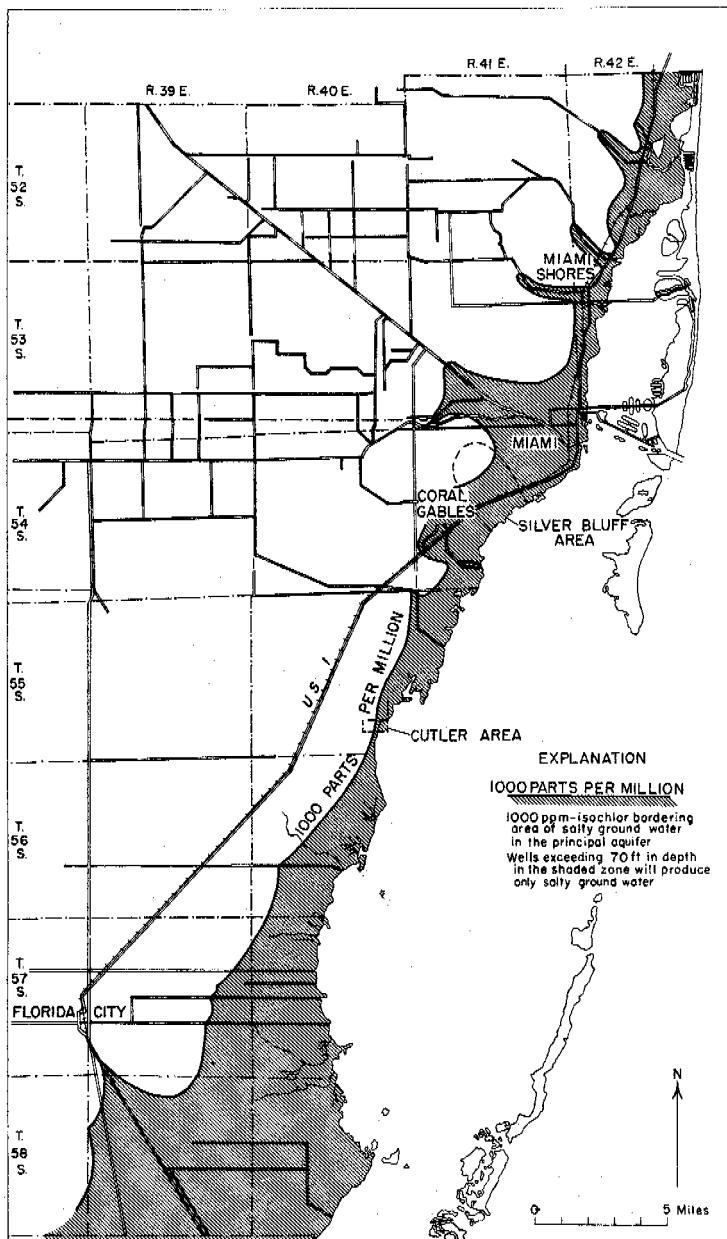 R. 39 E.
R. 40 E.
R. 41 E.
R. 42 E.
T.
52
S.
MIAMI
SHORES
T.
53
S.
MIAMI
CORAL
GABLES
T.
54
S.
SILVER BLUFF
AREA
T.
55
S.
U S 1
1000 PARTS PER MILLION
CUTLER AREA
EXPLANATION
1000 PARTS PER MILLION
1000 ppm-isochlor bordering
area of salty ground water
in the principal aquifer
Wells exceeding 70 ft in depth
in the shaded zone will produce
only salty ground water
T.
56
S.
T.
57
S.
FLORIDA CITY
T.
58
S.
N
0 5 Miles